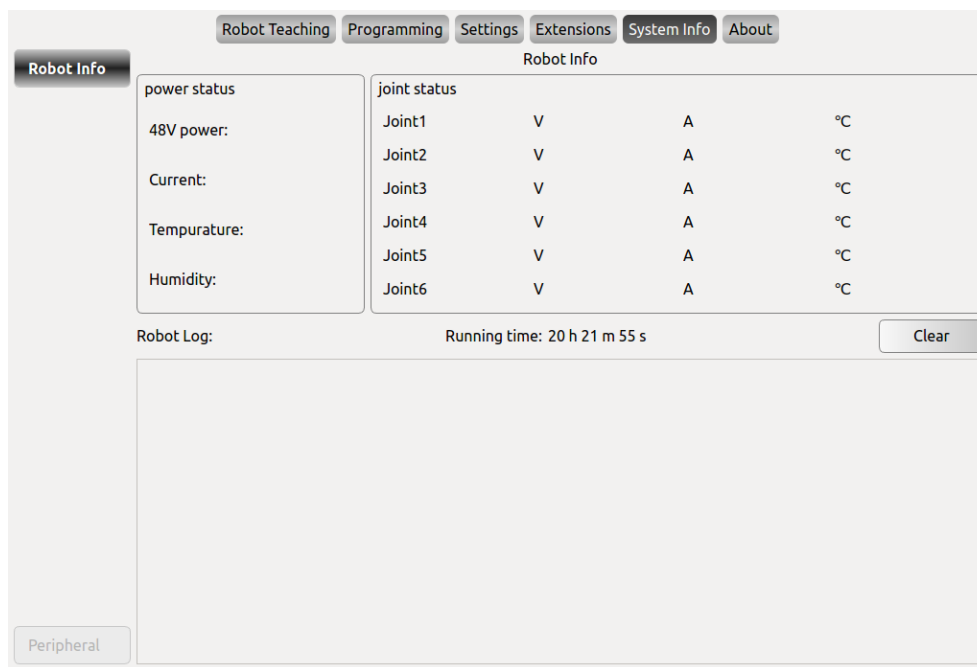 Robot Teaching Programming Settings Extensions System Info About
Robot Info
Robot Info
power status
48V power:
Current:
Tempurature:
Humidity:
joint status
Joint1 V A °C
Joint2 V A °C
Joint3 V A °C
Joint4 V A °C
Joint5 V A °C
Joint6 V A °C
Robot Log: Running time: 20 h 21 m 55 s Clear
Peripheral